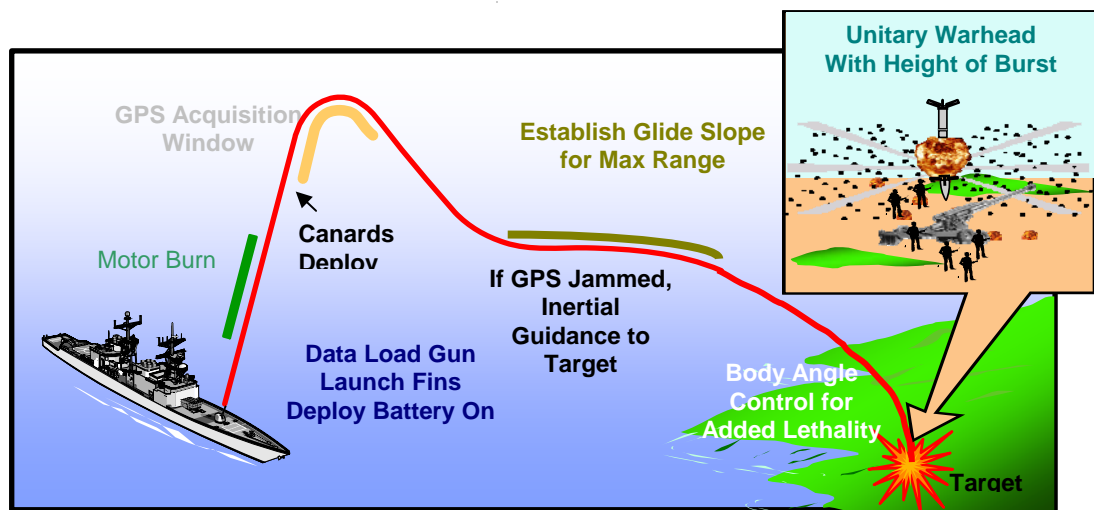 Unitary Warhead
With Height of Burst
GPS Acquisition
Window
Establish Glide Slope
for Max Range
Canards
Deploy
Motor Burn
If GPS Jammed,
Inertial
Guidance to
Target
Data Load Gun
Launch Fins
Deploy Battery On
Body Angle
Control for
Added Lethality
Target